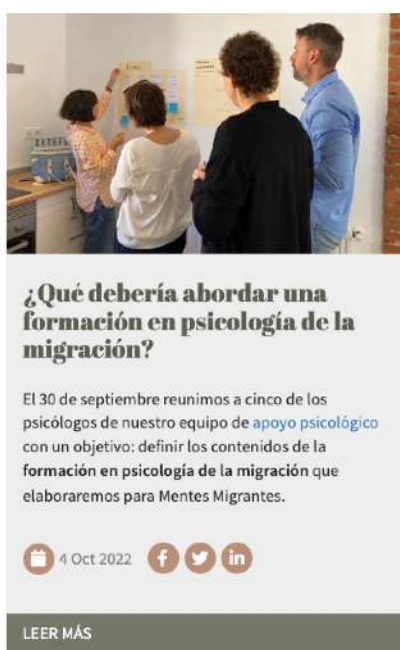 ¿Qué debería abordar una
formación en psicología de la
migración?
El 30 de septiembre reunimos a cinco de los
psicólogos de nuestro equipo de apoyo psicológico
con un objetivo: definir los contenidos de la
formación en psicología de la migración que
elaboraremos para Mentes Migrantes.
4 Oct 2022
LEER MÁS